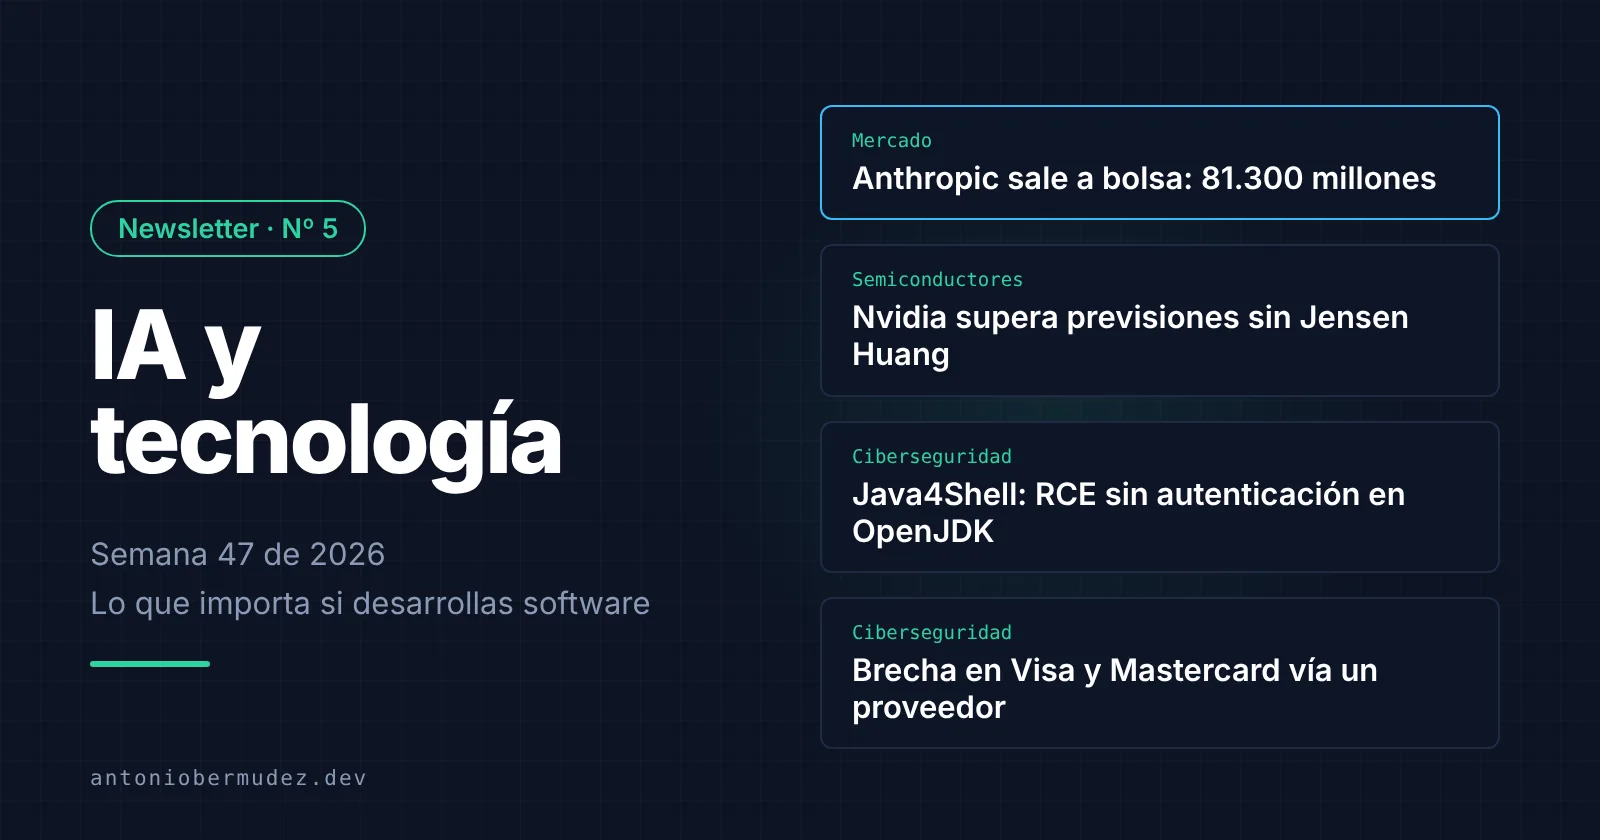 Newsletter · Nº 5
IA y
tecnología
Semana 47 de 2026
Lo que importa si desarrollas software
antoniobermudez.dev
Mercado
Anthropic sale a bolsa: 81.300 millones
Semiconductores
Nvidia supera previsiones sin Jensen
Huang
Ciberseguridad
Java4Shell: RCE sin autenticación en
OpenJDK
Ciberseguridad
Brecha en Visa y Mastercard vía un
proveedor